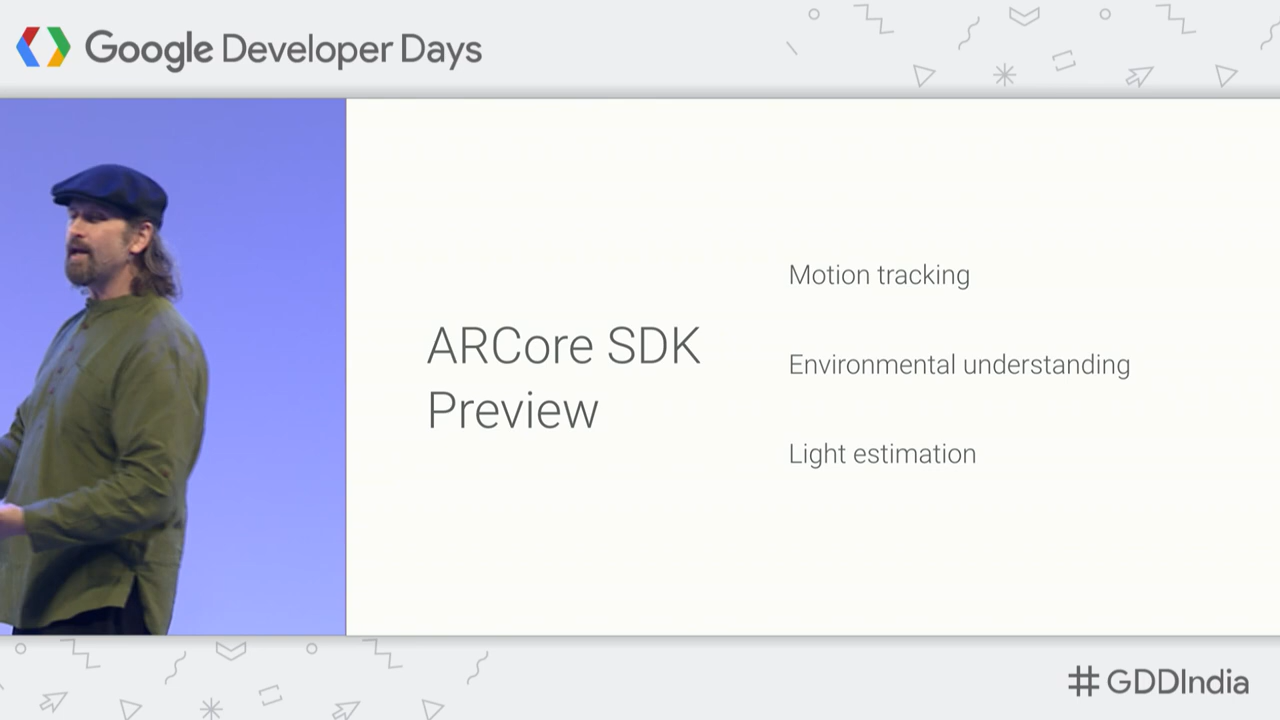 Google Developer Days
ARCore SDK
Preview
Motion tracking
Environmental understanding
Light estimation
#GDDIndia